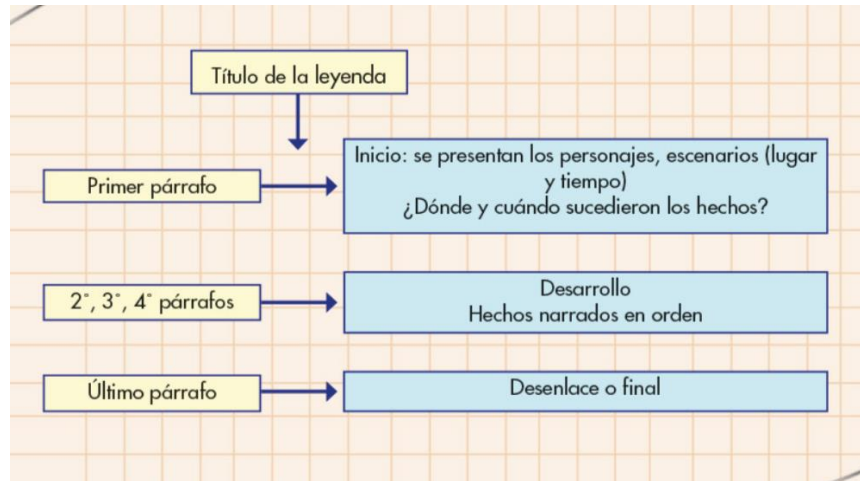 Título de la leyenda
Primer párrafo
Inicio: se presentan los personajes, escenarios (lugar
y tiempo)
¿Dónde y cuándo sucedieron los hechos?
2°, 3°, 4° párrafos
Desarrollo
Hechos narrados en orden
Último párrafo
Desenlace o final